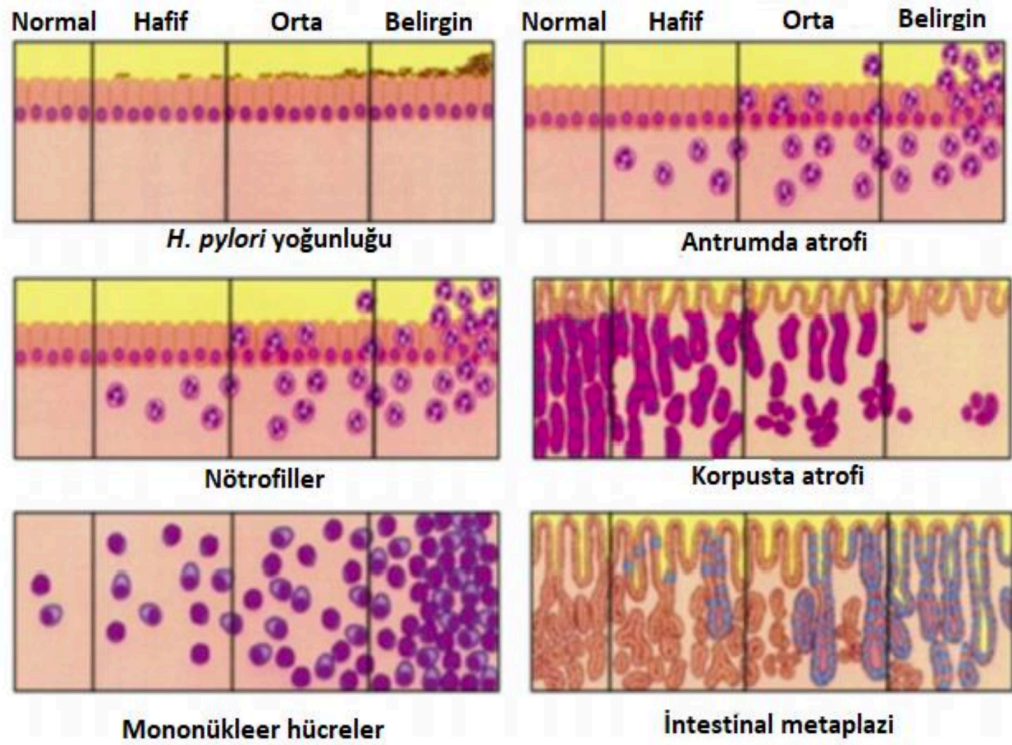 Normal Hafif Orta Belirgin
Normal Hafif Orta Belirgin
H. pylori yoğunluğu
Antrumda atrofi
Nötrofiller
Korpusta atrofi
Mononükleer hücreler
İntestinal metaplazi